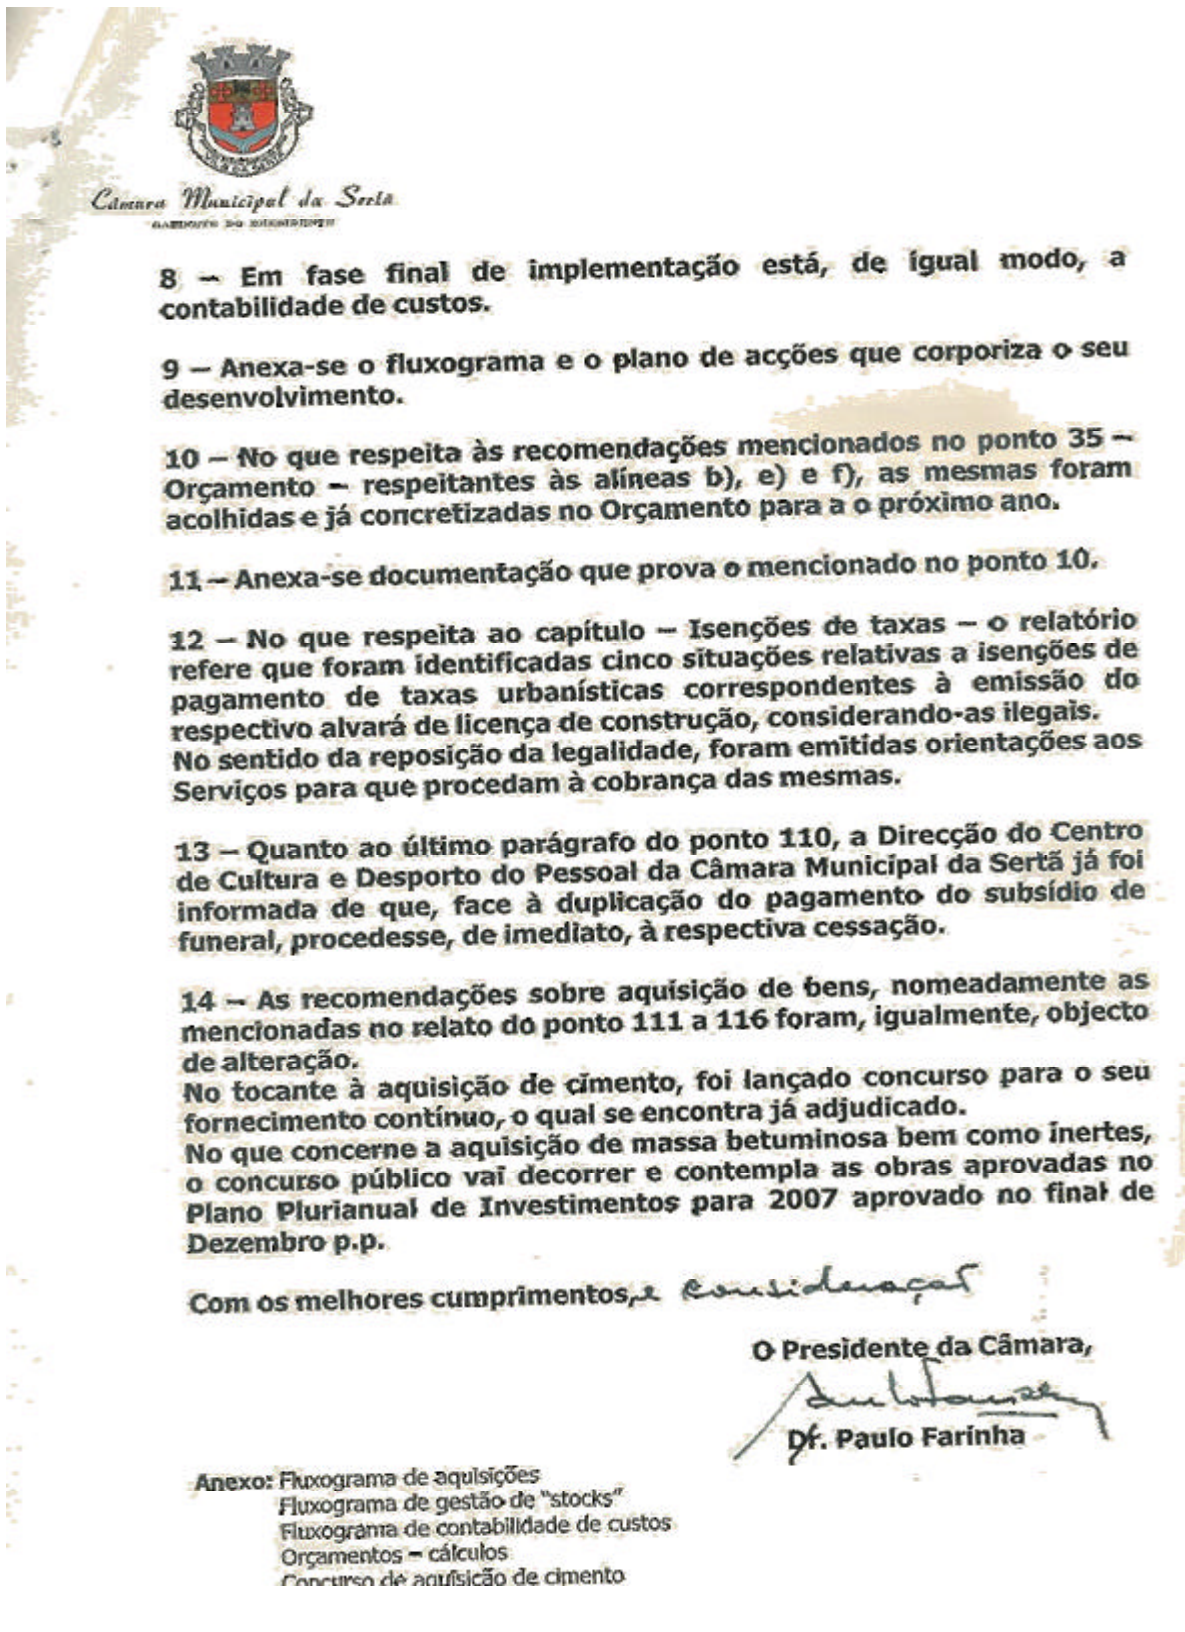 VILA DA SERTÃ
Câmara Municipal da Sertã
GABINETE DO PRESIDENTE
8 – Em fase final de implementação está, de igual modo, a
contabilidade de custos.
9 – Anexa-se o fluxograma e o plano de acções que corporiza o seu
desenvolvimento.
10 – No que respeita às recomendações mencionados no ponto 35 –
Orçamento – respeitantes às alíneas b), e) e f), as mesmas foram
acolhidas e já concretizadas no Orçamento para a o próximo ano.
11 – Anexa-se documentação que prova o mencionado no ponto 10.
12 – No que respeita ao capítulo – Isenções de taxas – o relatório
refere que foram identificadas cinco situações relativas a isenções de
pagamento de taxas urbanísticas correspondentes à emissão do
respectivo alvará de licença de construção, considerando-as ilegais.
No sentido da reposição da legalidade, foram emitidas orientações aos
Serviços para que procedam à cobrança das mesmas.
13 – Quanto ao último parágrafo do ponto 110, a Direcção do Centro
de Cultura e Desporto do Pessoal da Câmara Municipal da Sertã já foi
informada de que, face à duplicação do pagamento do subsídio de
funeral, procedesse, de imediato, à respectiva cessação.
14 – As recomendações sobre aquisição de bens, nomeadamente as
mencionadas no relato do ponto 111 a 116 foram, igualmente, objecto
de alteração.
No tocante à aquisição de cimento, foi lançado concurso para o seu
fornecimento contínuo, o qual se encontra já adjudicado.
No que concerne a aquisição de massa betuminosa bem como inertes,
o concurso público vai decorrer e contempla as obras aprovadas no
Plano Plurianual de Investimentos para 2007 aprovado no final de
Dezembro p.p.
Com os melhores cumprimentos, e consideração
O Presidente da Câmara,
Dr. Paulo Farinha
Anexo: Fluxograma de aquisições
Fluxograma de gestão de "stocks"
Fluxograma de contabilidade de custos
Orçamentos – cálculos
Concurso de aquisição de cimento